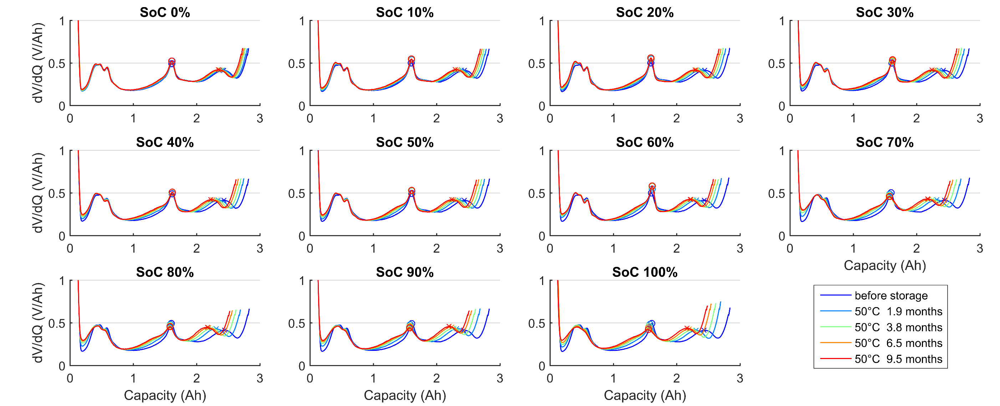 SoC 0%
SoC 10%
SoC 20%
SoC 30%
dV/dQ (V/Ah)
1
0.5
0
0 1 2 3
1
0.5
0
0 1 2 3
1
0.5
0
0 1 2 3
1
0.5
0
0 1 2 3
SoC 40%
SoC 50%
SoC 60%
SoC 70%
dV/dQ (V/Ah)
1
0.5
0
0 1 2 3
1
0.5
0
0 1 2 3
1
0.5
0
0 1 2 3
1
0.5
0
0 1 2 3
Capacity (Ah)
SoC 80%
SoC 90%
SoC 100%
dV/dQ (V/Ah)
1
0.5
0
0 1 2 3
Capacity (Ah)
1
0.5
0
0 1 2 3
Capacity (Ah)
1
0.5
0
0 1 2 3
Capacity (Ah)
before storage
50°C 1.9 months
50°C 3.8 months
50°C 6.5 months
50°C 9.5 months